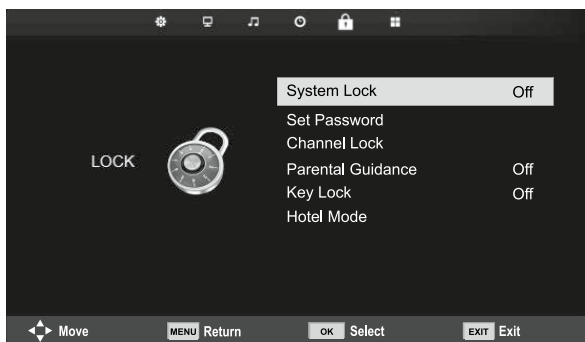 System Lock Off
Set Password
Channel Lock
LOCK
Parental Guidance Off
Key Lock Off
Hotel Mode
Move MENU Return OK Select EXIT Exit